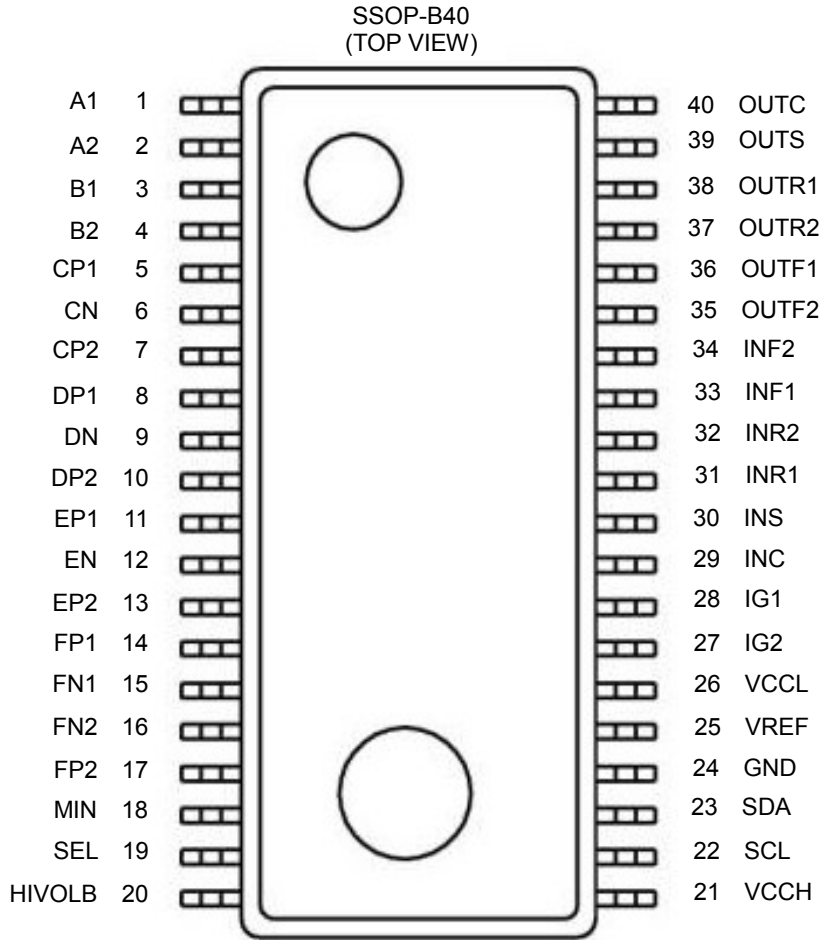 SSOP-B40
(TOP VIEW)
A1 1 40 OUTC
A2 2 39 OUTS
B1 3 38 OUTR1
B2 4 37 OUTR2
CP1 5 36 OUTF1
CN 6 35 OUTF2
CP2 7 34 INF2
DP1 8 33 INF1
DN 9 32 INR2
DP2 10 31 INR1
EP1 11 30 INS
EN 12 29 INC
EP2 13 28 IG1
FP1 14 27 IG2
FN1 15 26 VCCL
FN2 16 25 VREF
FP2 17 24 GND
MIN 18 23 SDA
SEL 19 22 SCL
HIVOLB 20 21 VCCH